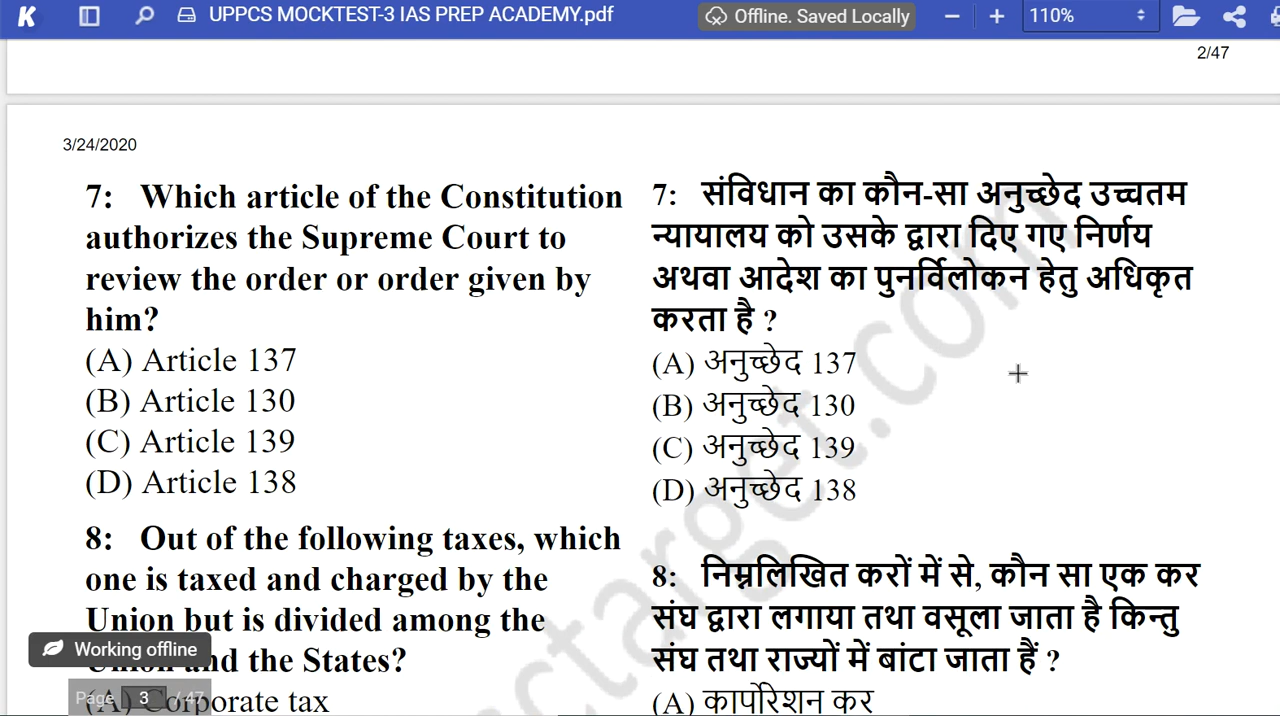 UPPCS MOCKTEST-3 IAS PREP ACADEMY.pdf
Offline. Saved Locally
110%
2/47
3/24/2020
7: Which article of the Constitution
authorizes the Supreme Court to
review the order or order given by
him?
(A) Article 137
(B) Article 130
(C) Article 139
(D) Article 138
8: Out of the following taxes, which
one is taxed and charged by the
Union but is divided among the
Union and the States?
(A) Corporate tax
7: संविधान का कौन-सा अनुच्छेद उच्चतम
न्यायालय को उसके द्वारा दिए गए निर्णय
अथवा आदेश का पुनर्विलोकन हेतु अधिकृत
करता है ?
(A) अनुच्छेद 137
(B) अनुच्छेद 130
(C) अनुच्छेद 139
(D) अनुच्छेद 138
8: निम्नलिखित करों में से, कौन सा एक कर
संघ द्वारा लगाया तथा वसूला जाता है किन्तु
संघ तथा राज्यों में बांटा जाता हैं ?
(A) कार्पोरेशन कर
Working offline
Page 3 / 47